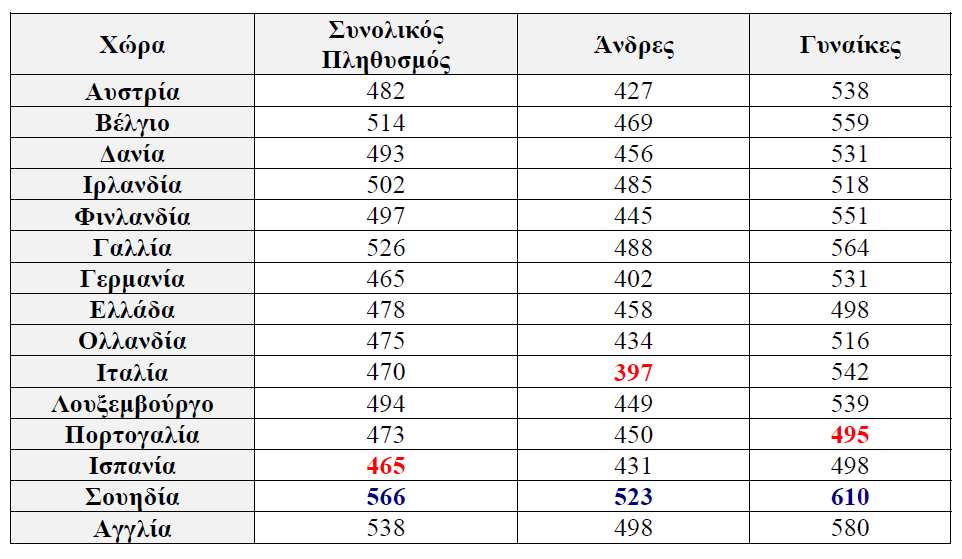 Χώρα Συνολικός Πληθυσμός Άνδρες Γυναίκες
Αυστρία 482 427 538
Βέλγιο 514 469 559
Δανία 493 456 531
Ιρλανδία 502 485 518
Φινλανδία 497 445 551
Γαλλία 526 488 564
Γερμανία 465 402 531
Ελλάδα 478 458 498
Ολλανδία 475 434 516
Ιταλία 470 397 542
Λουξεμβούργο 494 449 539
Πορτογαλία 473 450 495
Ισπανία 465 431 498
Σουηδία 566 523 610
Αγγλία 538 498 580